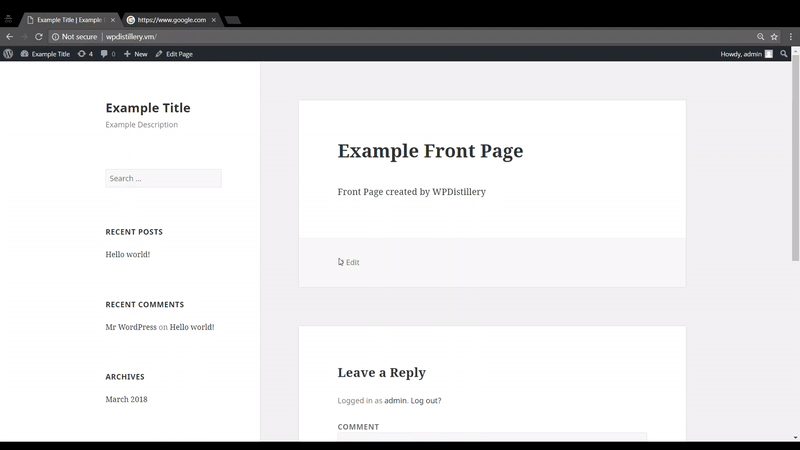 Example Title | Example
https://www.google.com
Not secure | wpdistillery.vm/
Example Title 4 0 New Edit Page Howdy, admin
Example Title
Example Description
Search ...
RECENT POSTS
Hello world!
RECENT COMMENTS
Mr WordPress on Hello world!
ARCHIVES
March 2018
Example Front Page
Front Page created by WPDistillery
Edit
Leave a Reply
Logged in as admin. Log out?
COMMENT